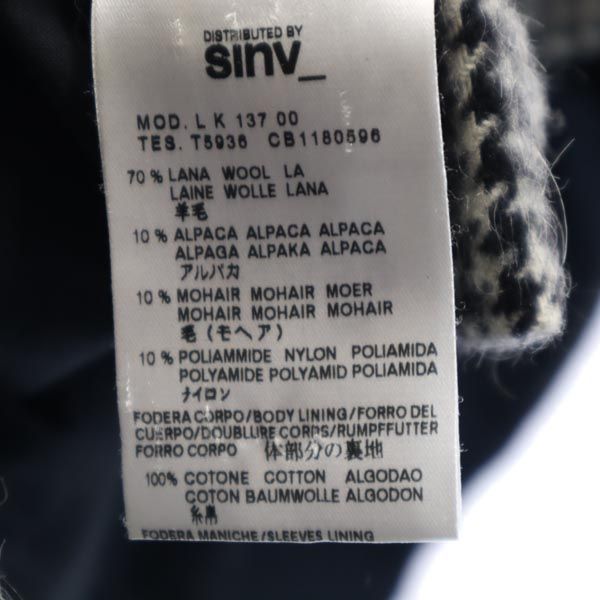 DISTRIBUTED BY
sinv_
MOD. L K 137 00
TES. T5936 CB1180596
70% LANA WOOL LA
LAINE WOLLE LANA
羊毛
10% ALPACA ALPACA ALPACA
ALPAGA ALPAKA ALPACA
アルパカ
10% MOHAIR MOHAIR MOER
MOHAIR MOHAIR MOHAIR
毛(モヘア)
10% POLIAMMIDE NYLON POLIAMIDA
POLYAMIDE POLYAMID POLIAMIDA
ナイロン
FODERA CORPO/BODY LINING/FORRO DEL
CUERPO/DOUBLURE CORPS/RUMPFFUTTER
FORRO CORPO 体部分の裏地
100% COTONE COTTON ALGODAO
COTON BAUMWOLLE ALGODON
FODERA MANICHE/SLEEVES LINING